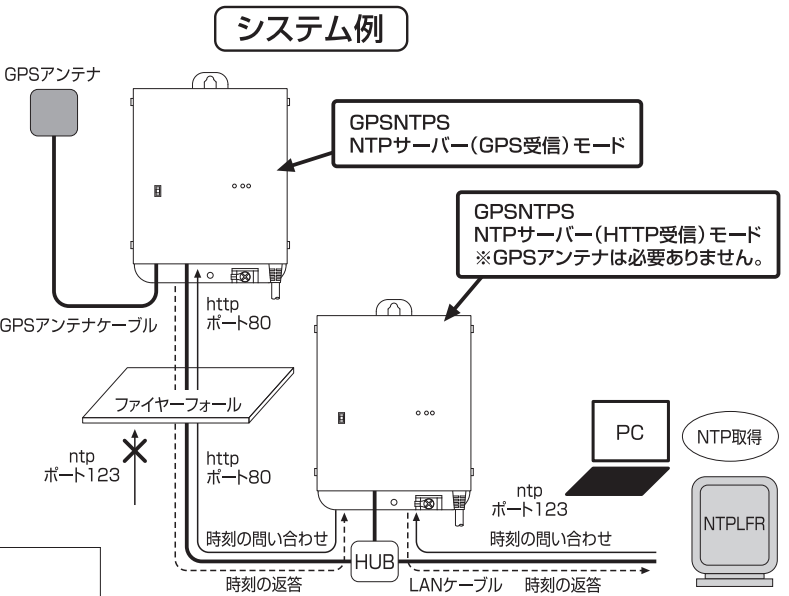 システム例
GPSアンテナ
GPSNTPS
NTPサーバー(GPS受信)モード
GPSNTPS
NTPサーバー(HTTP受信)モード
※GPSアンテナは必要ありません。
http
ポート80
GPSアンテナケーブル
ファイヤーフォール
ntp
ポート123
http
ポート80
PC
NTP取得
ntp
ポート123
NTPLFR
時刻の問い合わせ
時刻の問い合わせ
HUB
時刻の返答
LANケーブル
時刻の返答